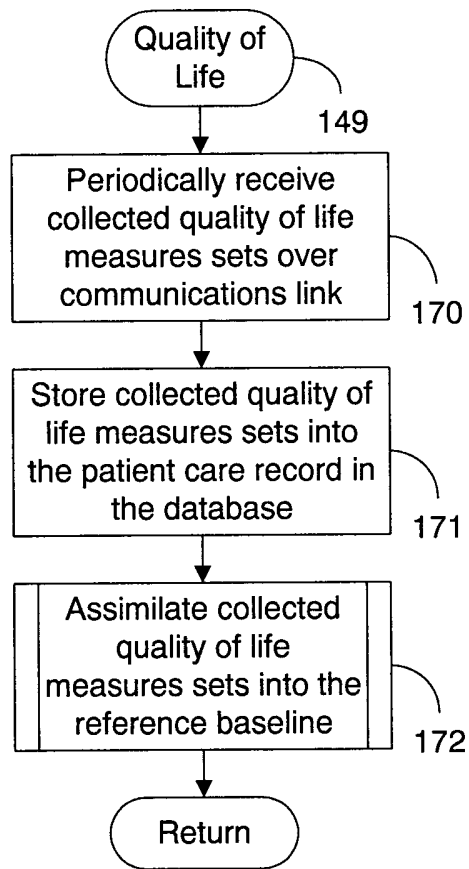 Quality of
Life
149
Periodically receive
collected quality of life
measures sets over
communications link
170
Store collected quality of
life measures sets into
the patient care record in
the database
171
Assimilate collected
quality of life
measures sets into the
reference baseline
172
Return